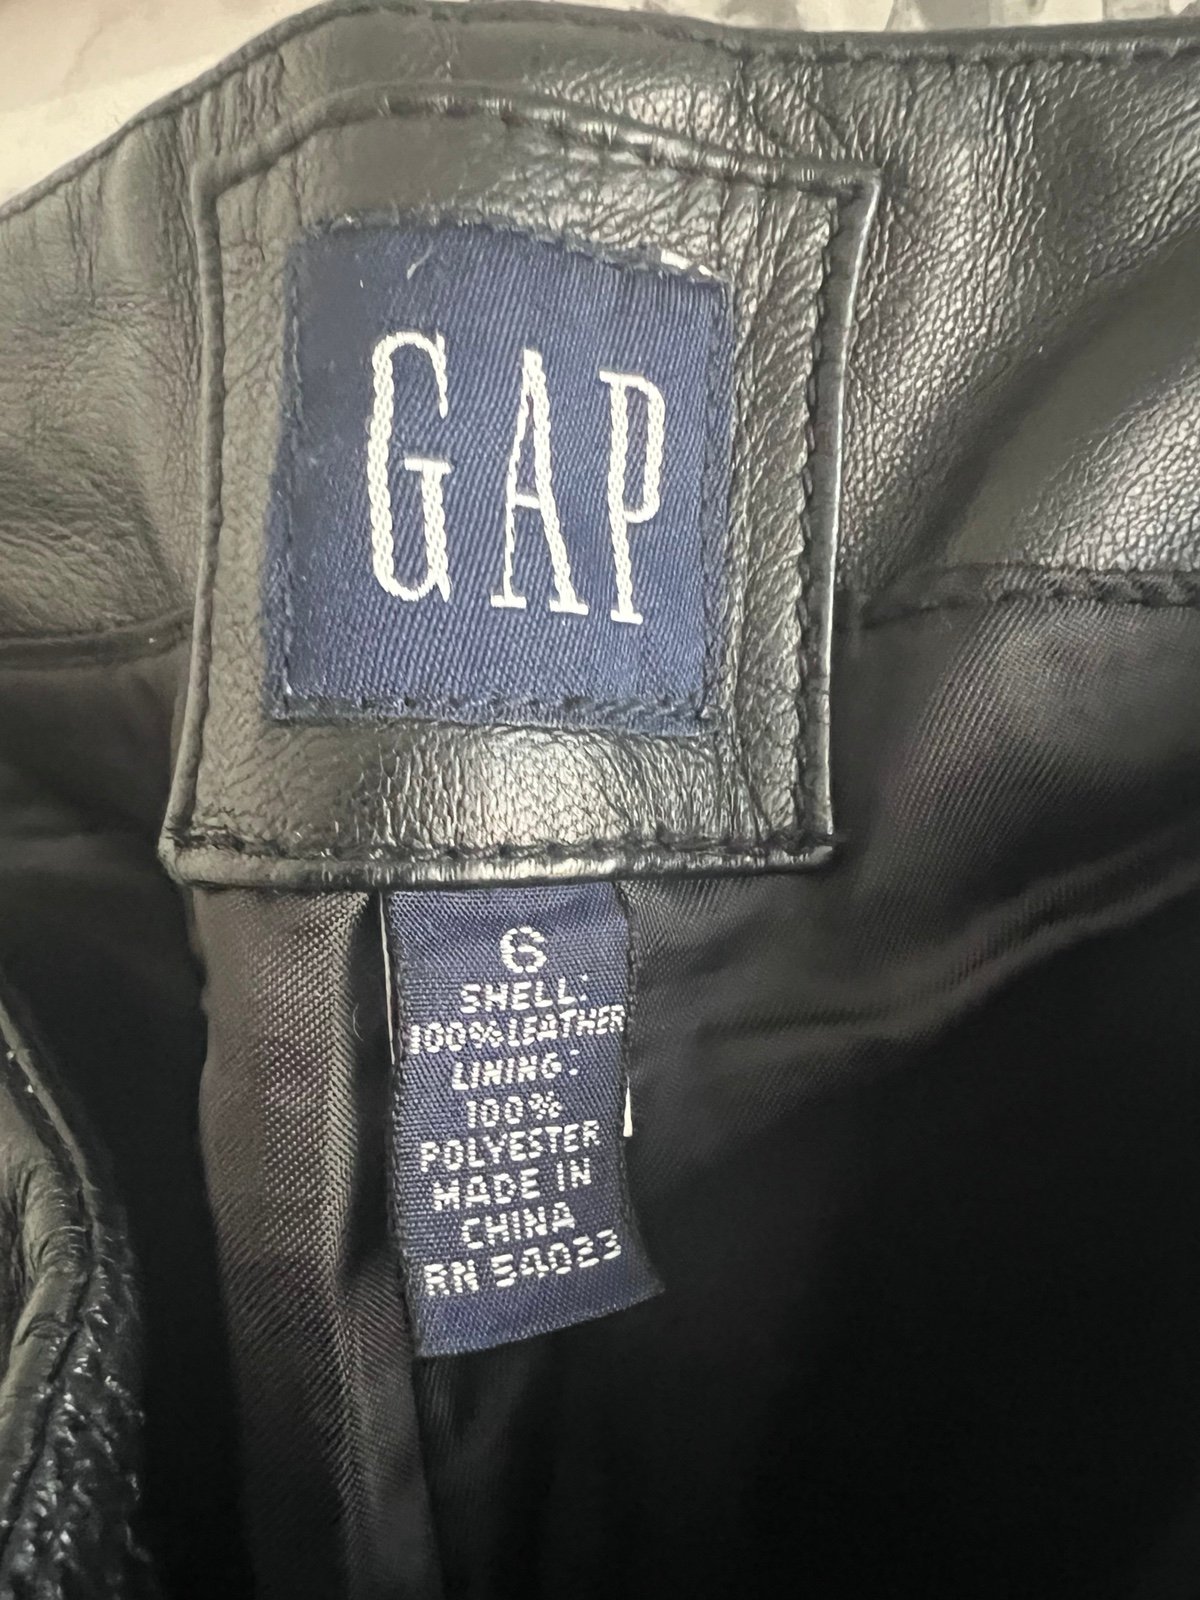 GAP
6
SHELL:
100% LEATHER
LINING:
100%
POLYESTER
MADE IN
CHINA
RN 54023